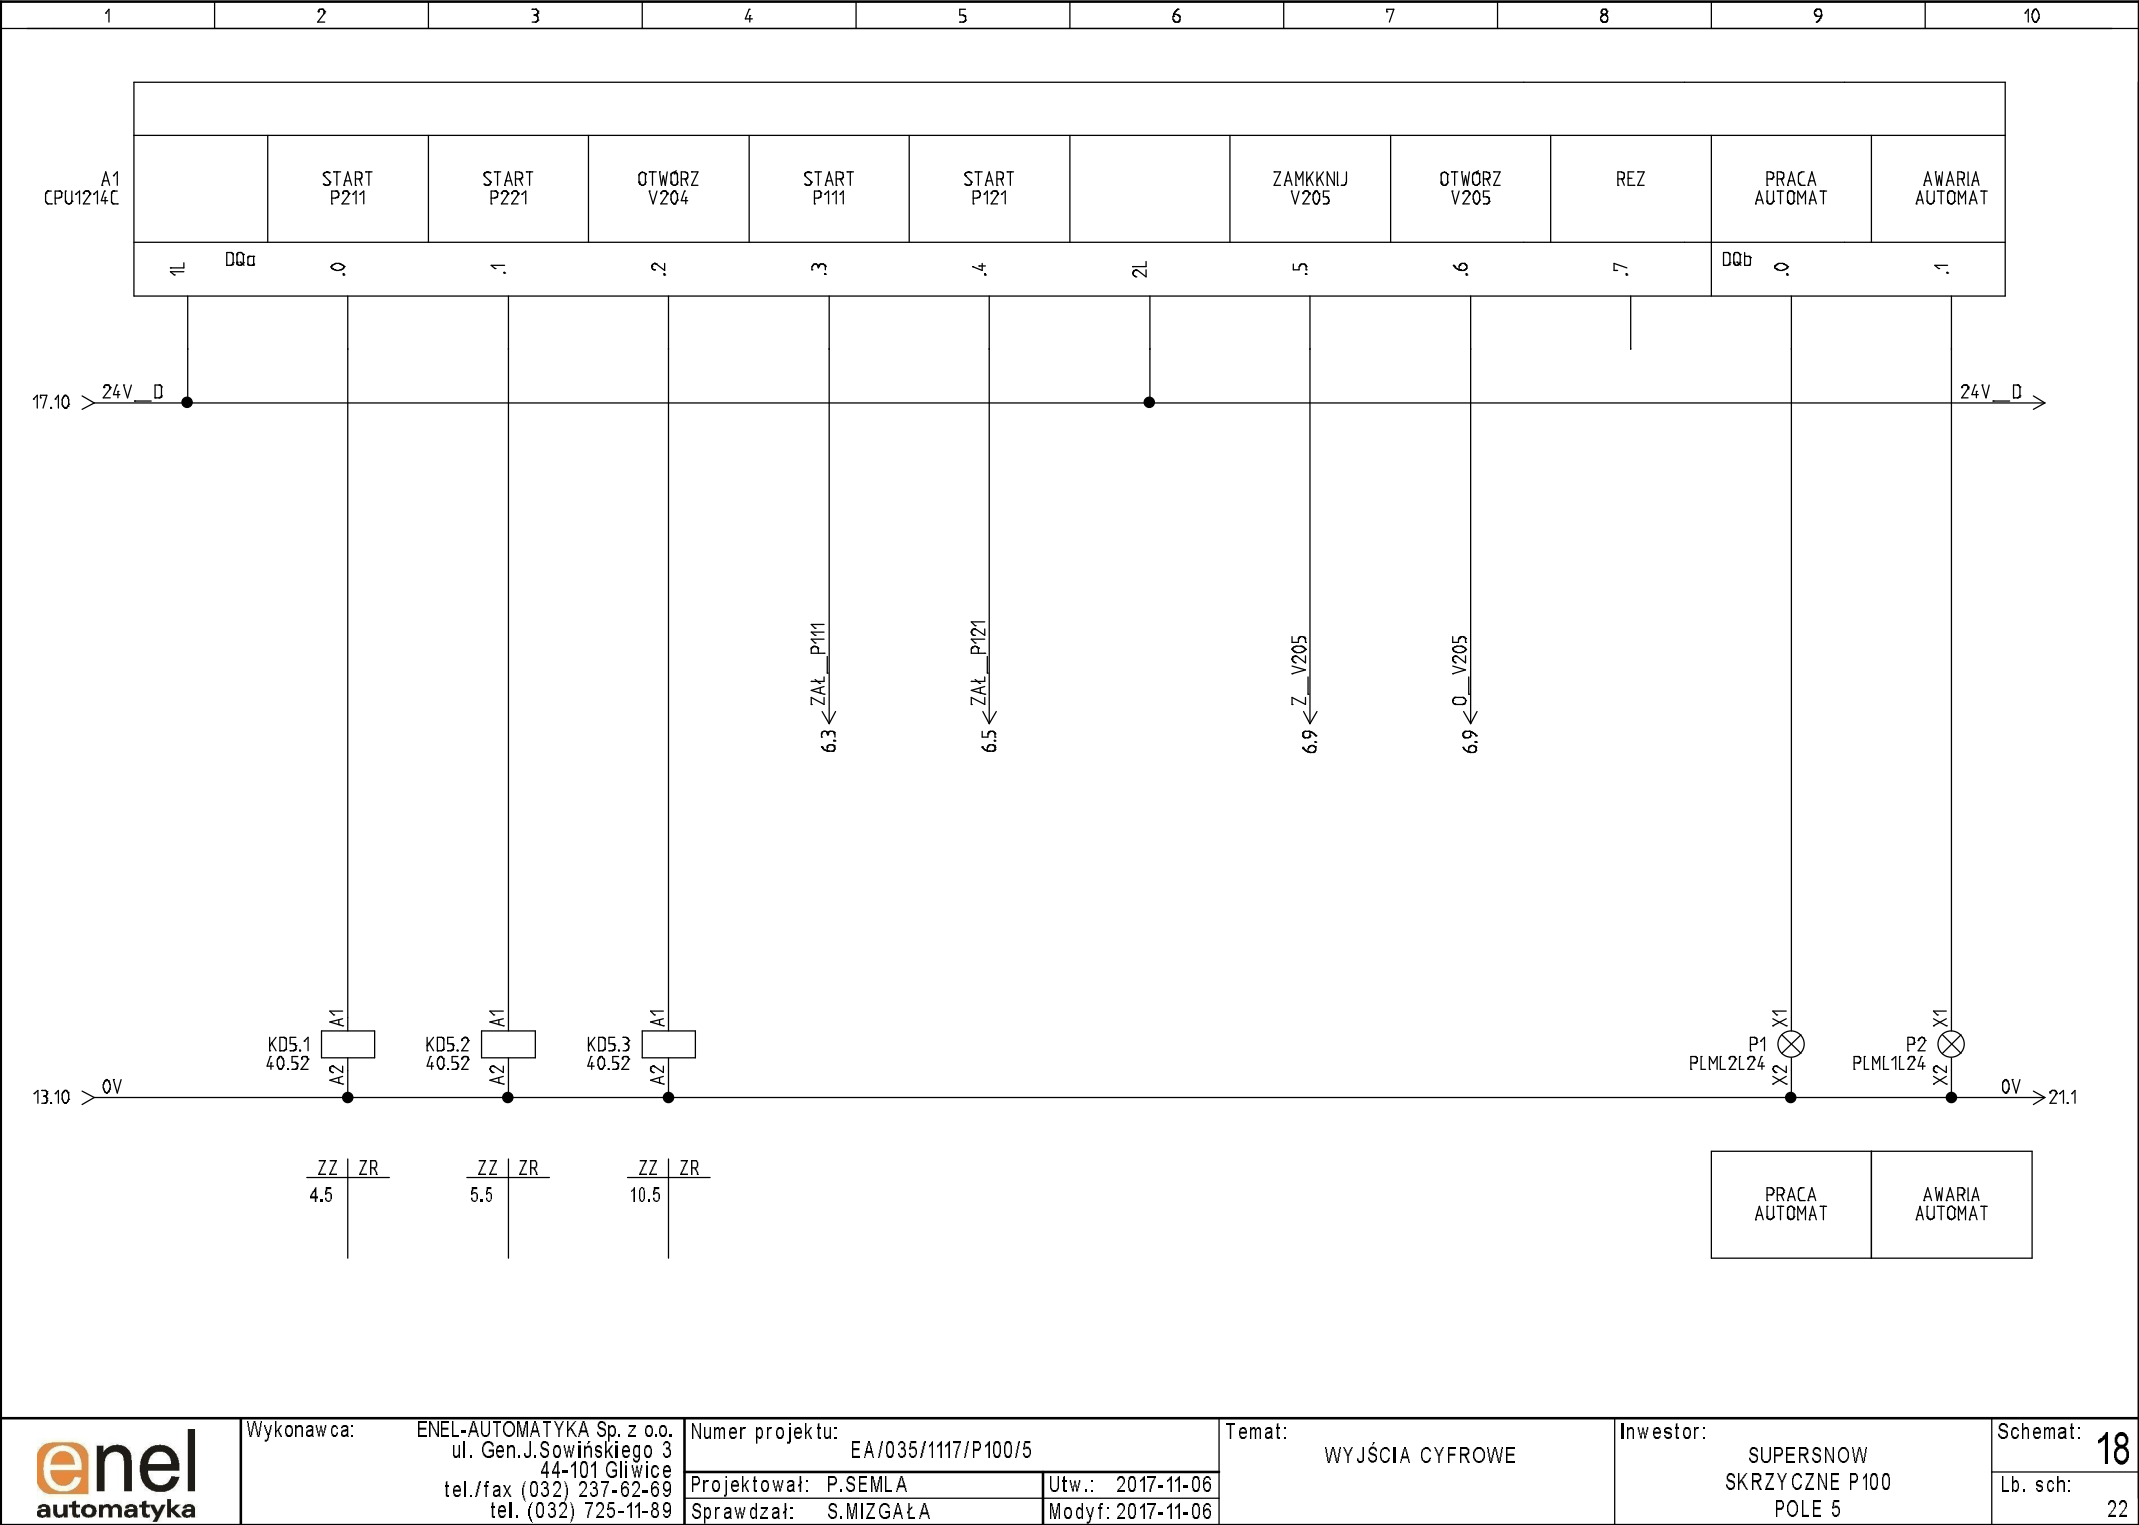 1 2 3 4 5 6 7 8 9 10
A1
CPU1214C
START
P211
START
P221
OTWÓRZ
V204
START
P111
START
P121
ZAMKKNIJ
V205
OTWÓRZ
V205
REZ
PRACA
AUTOMAT
AWARIA
AUTOMAT
1L DQa .0 .1 .2 .3 .4 2L .5 .6 .7 DQb .0 .1
17.10 24V__D 24V__D
ZAŁ__P111
6.3
ZAŁ__P121
6.5
Z__V205
6.9
O__V205
6.9
A1 A1 A1 X1 X1
KD5.1
40.52
KD5.2
40.52
KD5.3
40.52
P1
PLML2L24
P2
PLML1L24
A2 A2 A2 X2 X2
13.10 0V 0V 21.1
ZZ ZR ZZ ZR ZZ ZR
4.5 5.5 10.5
PRACA
AUTOMAT
AWARIA
AUTOMAT
enel
automatyka
Wykonawca:
ENEL-AUTOMATYKA Sp. z o.o.
ul. Gen.J.Sowińskiego 3
44-101 Gliwice
tel./fax (032) 237-62-69
tel. (032) 725-11-89
Numer projektu:
EA/035/1117/P100/5
Projektował: P.SEMLA
Utw.: 2017-11-06
Sprawdzał: S.MIZGAŁA
Modyf: 2017-11-06
Temat:
WYJŚCIA CYFROWE
Inwestor:
SUPERSNOW
SKRZYCZNE P100
POLE 5
Schemat: 18
Lb. sch:
22